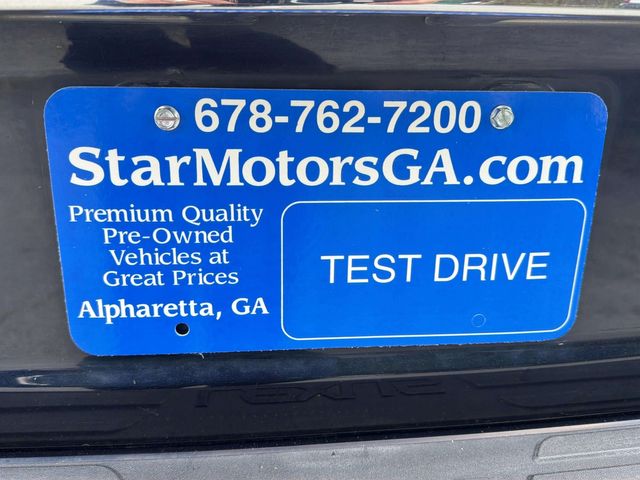 678-762-7200
StarMotorsGA.com
Premium Quality
Pre-Owned
Vehicles at
Great Prices
Alpharetta, GA
TEST DRIVE